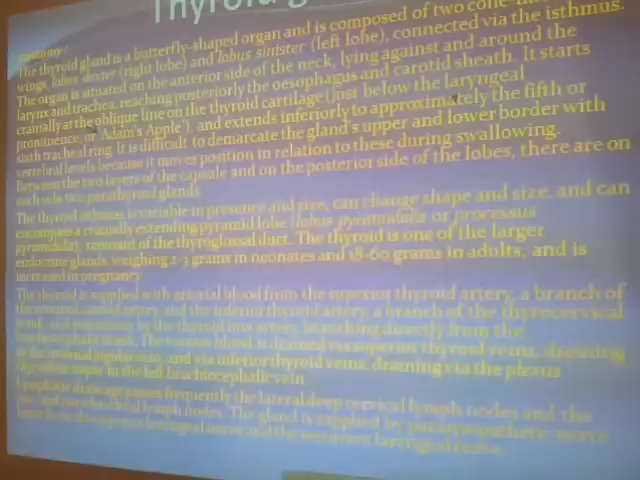 Thyroid g
Anatomy:
The thyroid gland is a butterfly-shaped organ and is composed of two cone-
wings, lobus dexter (right lobe) and lobus sinister (left lobe), connected via the isthmus.
The organ is situated on the anterior side of the neck, lying against and around the
larynx and trachea, reaching posteriorly the oesophagus and carotid sheath. It starts
cranially at the oblique line on the thyroid cartilage (just below the laryngeal
prominence, or 'Adam's Apple'), and extends inferiorly to approximately the fifth or
sixth tracheal ring. It is difficult to demarcate the gland's upper and lower border with
vertebral levels because it moves position in relation to these during swallowing.
Between the two layers of the capsule and on the posterior side of the lobes, there are on
each side two parathyroid glands.
The thyroid isthmus is variable in presence and size, can change shape and size, and can
encompass a cranially extending pyramid lobe (lobus pyramidalis or processus
pyramidalis), remnant of the thyroglossal duct. The thyroid is one of the larger
endocrine glands, weighing 2-3 grams in neonates and 18-60 grams in adults, and is
increased in pregnancy.
The thyroid is supplied with arterial blood from the superior thyroid artery, a branch of
the external carotid artery, and the inferior thyroid artery, a branch of the thyrocervical
trunk, and sometimes by the thyroid ima artery, branching directly from the
brachiocephalic trunk. The venous blood is drained via superior thyroid veins, draining
in the internal jugular vein, and via inferior thyroid veins, draining via the plexus
thyroideus impar in the left brachiocephalic vein.
Lymphatic drainage passes frequently the lateral deep cervical lymph nodes and the
pre- and paratracheal lymph nodes. The gland is supplied by parasympathetic nerve
input from the superior laryngeal nerve and the recurrent laryngeal nerve.